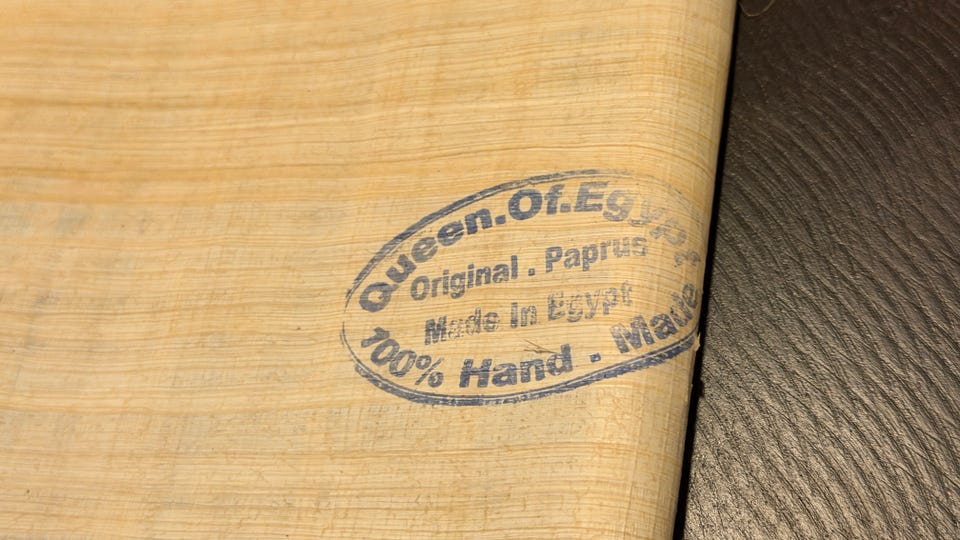 Queen.Of.Egypt
Original . Paprus
Made In Egypt
100% Hand - Made